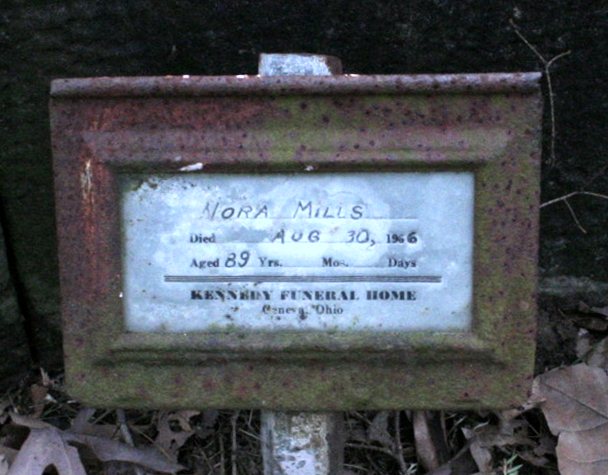 NORA MILLS
Died AUG 30, 1966
Aged 89 Yrs. Mos. Days
KENNEDY FUNERAL HOME
Geneva, Ohio